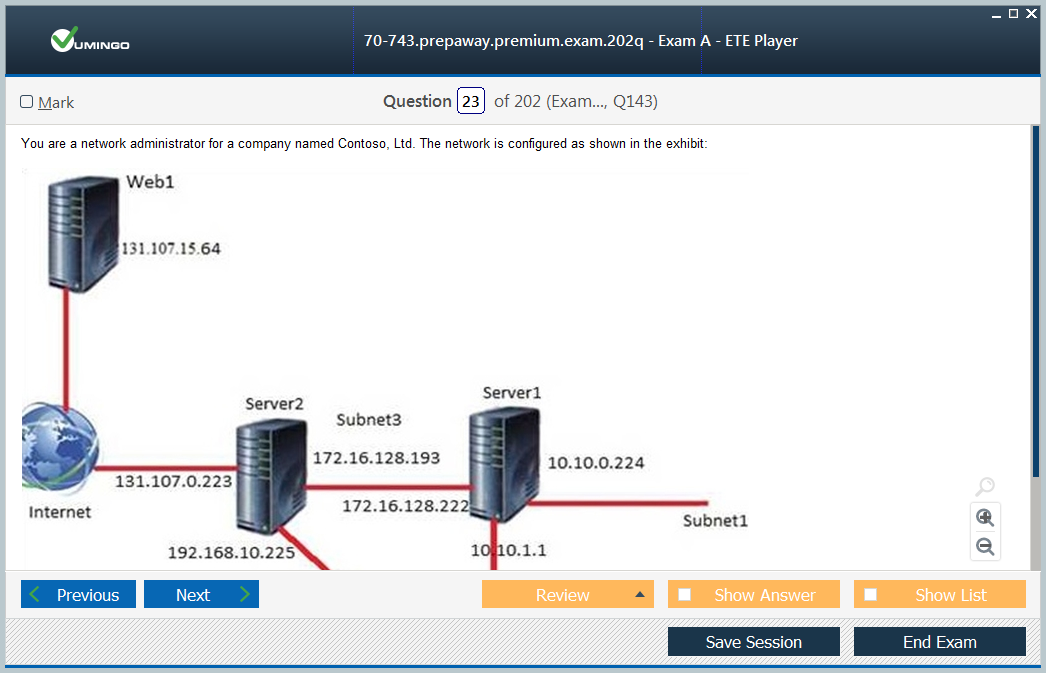 VUMINGO
70-743.prepaway.premium.exam.202q - Exam A - ETE Player
Mark
Question 23 of 202 (Exam..., Q143)
You are a network administrator for a company named Contoso, Ltd. The network is configured as shown in the exhibit:
Web1
131.107.15.64
Server2
Server1
Subnet3
172.16.128.193
10.10.0.224
131.107.0.223
172.16.128.222
Internet
Subnet1
192.168.10.225
10.10.1.1
Previous
Next
Review
Show Answer
Show List
Save Session
End Exam